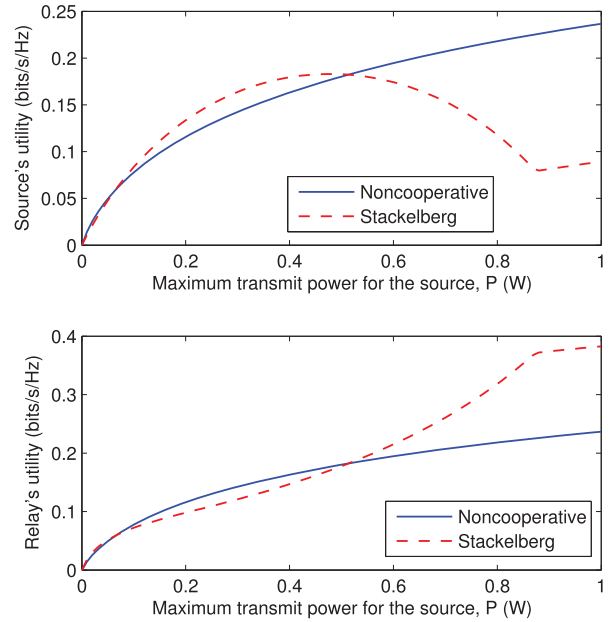 0.25
0.2
0.15
0.1
0.05
0
Source's utility (bits/s/Hz)
Noncooperative
Stackelberg
0 0.2 0.4 0.6 0.8 1
Maximum transmit power for the source, P (W)
0.4
0.3
0.2
0.1
0
Relay's utility (bits/s/Hz)
Noncooperative
Stackelberg
0 0.2 0.4 0.6 0.8 1
Maximum transmit power for the source, P (W)